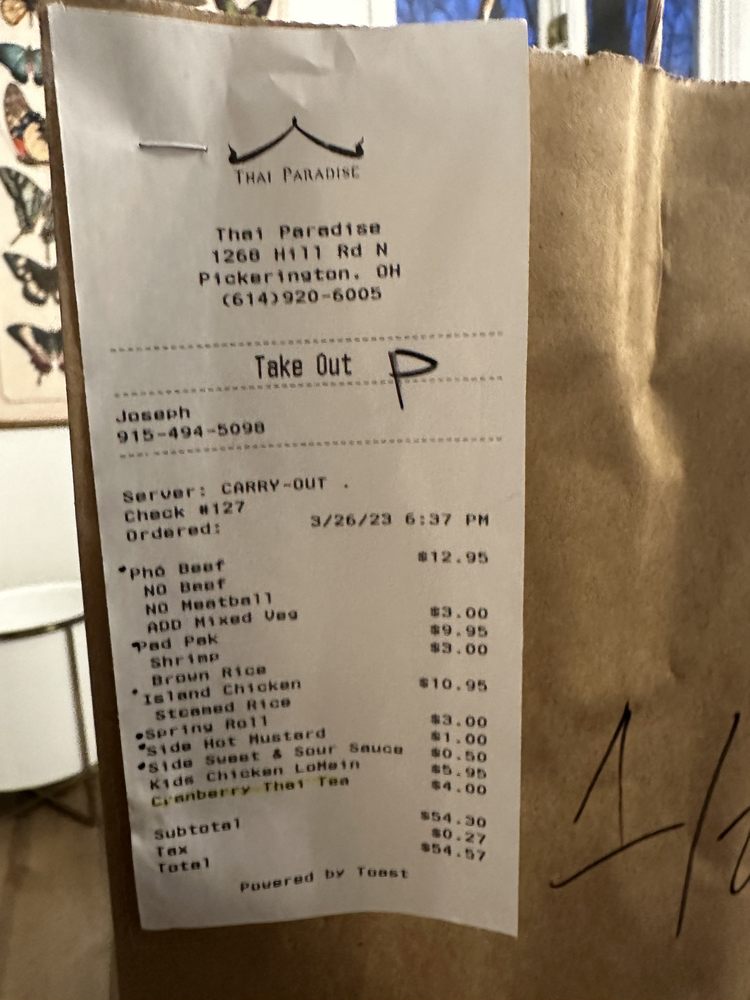 THAI PARADISE
Thai Paradise
1260 Hill Rd N
Pickerington, OH
(614)920-6005
Take Out P
Joseph
915-494-5098
Server: CARRY-OUT .
Check #127
Ordered: 3/26/23 6:37 PM
Pho Beef $12.95
NO Beef
NO Meatball
ADD Mixed Veg $3.00
Pad Pak $9.95
Shrimp $3.00
Brown Rice
Island Chicken $10.95
Steamed Rice
Spring Roll $3.00
Side Hot Mustard $1.00
Side Sweet & Sour Sauce $0.50
Kids Chicken LoMein $5.95
Cranberry Thai Tea $4.00
Subtotal $54.30
Tax $0.27
Total $54.57
Powered by Toast
1/